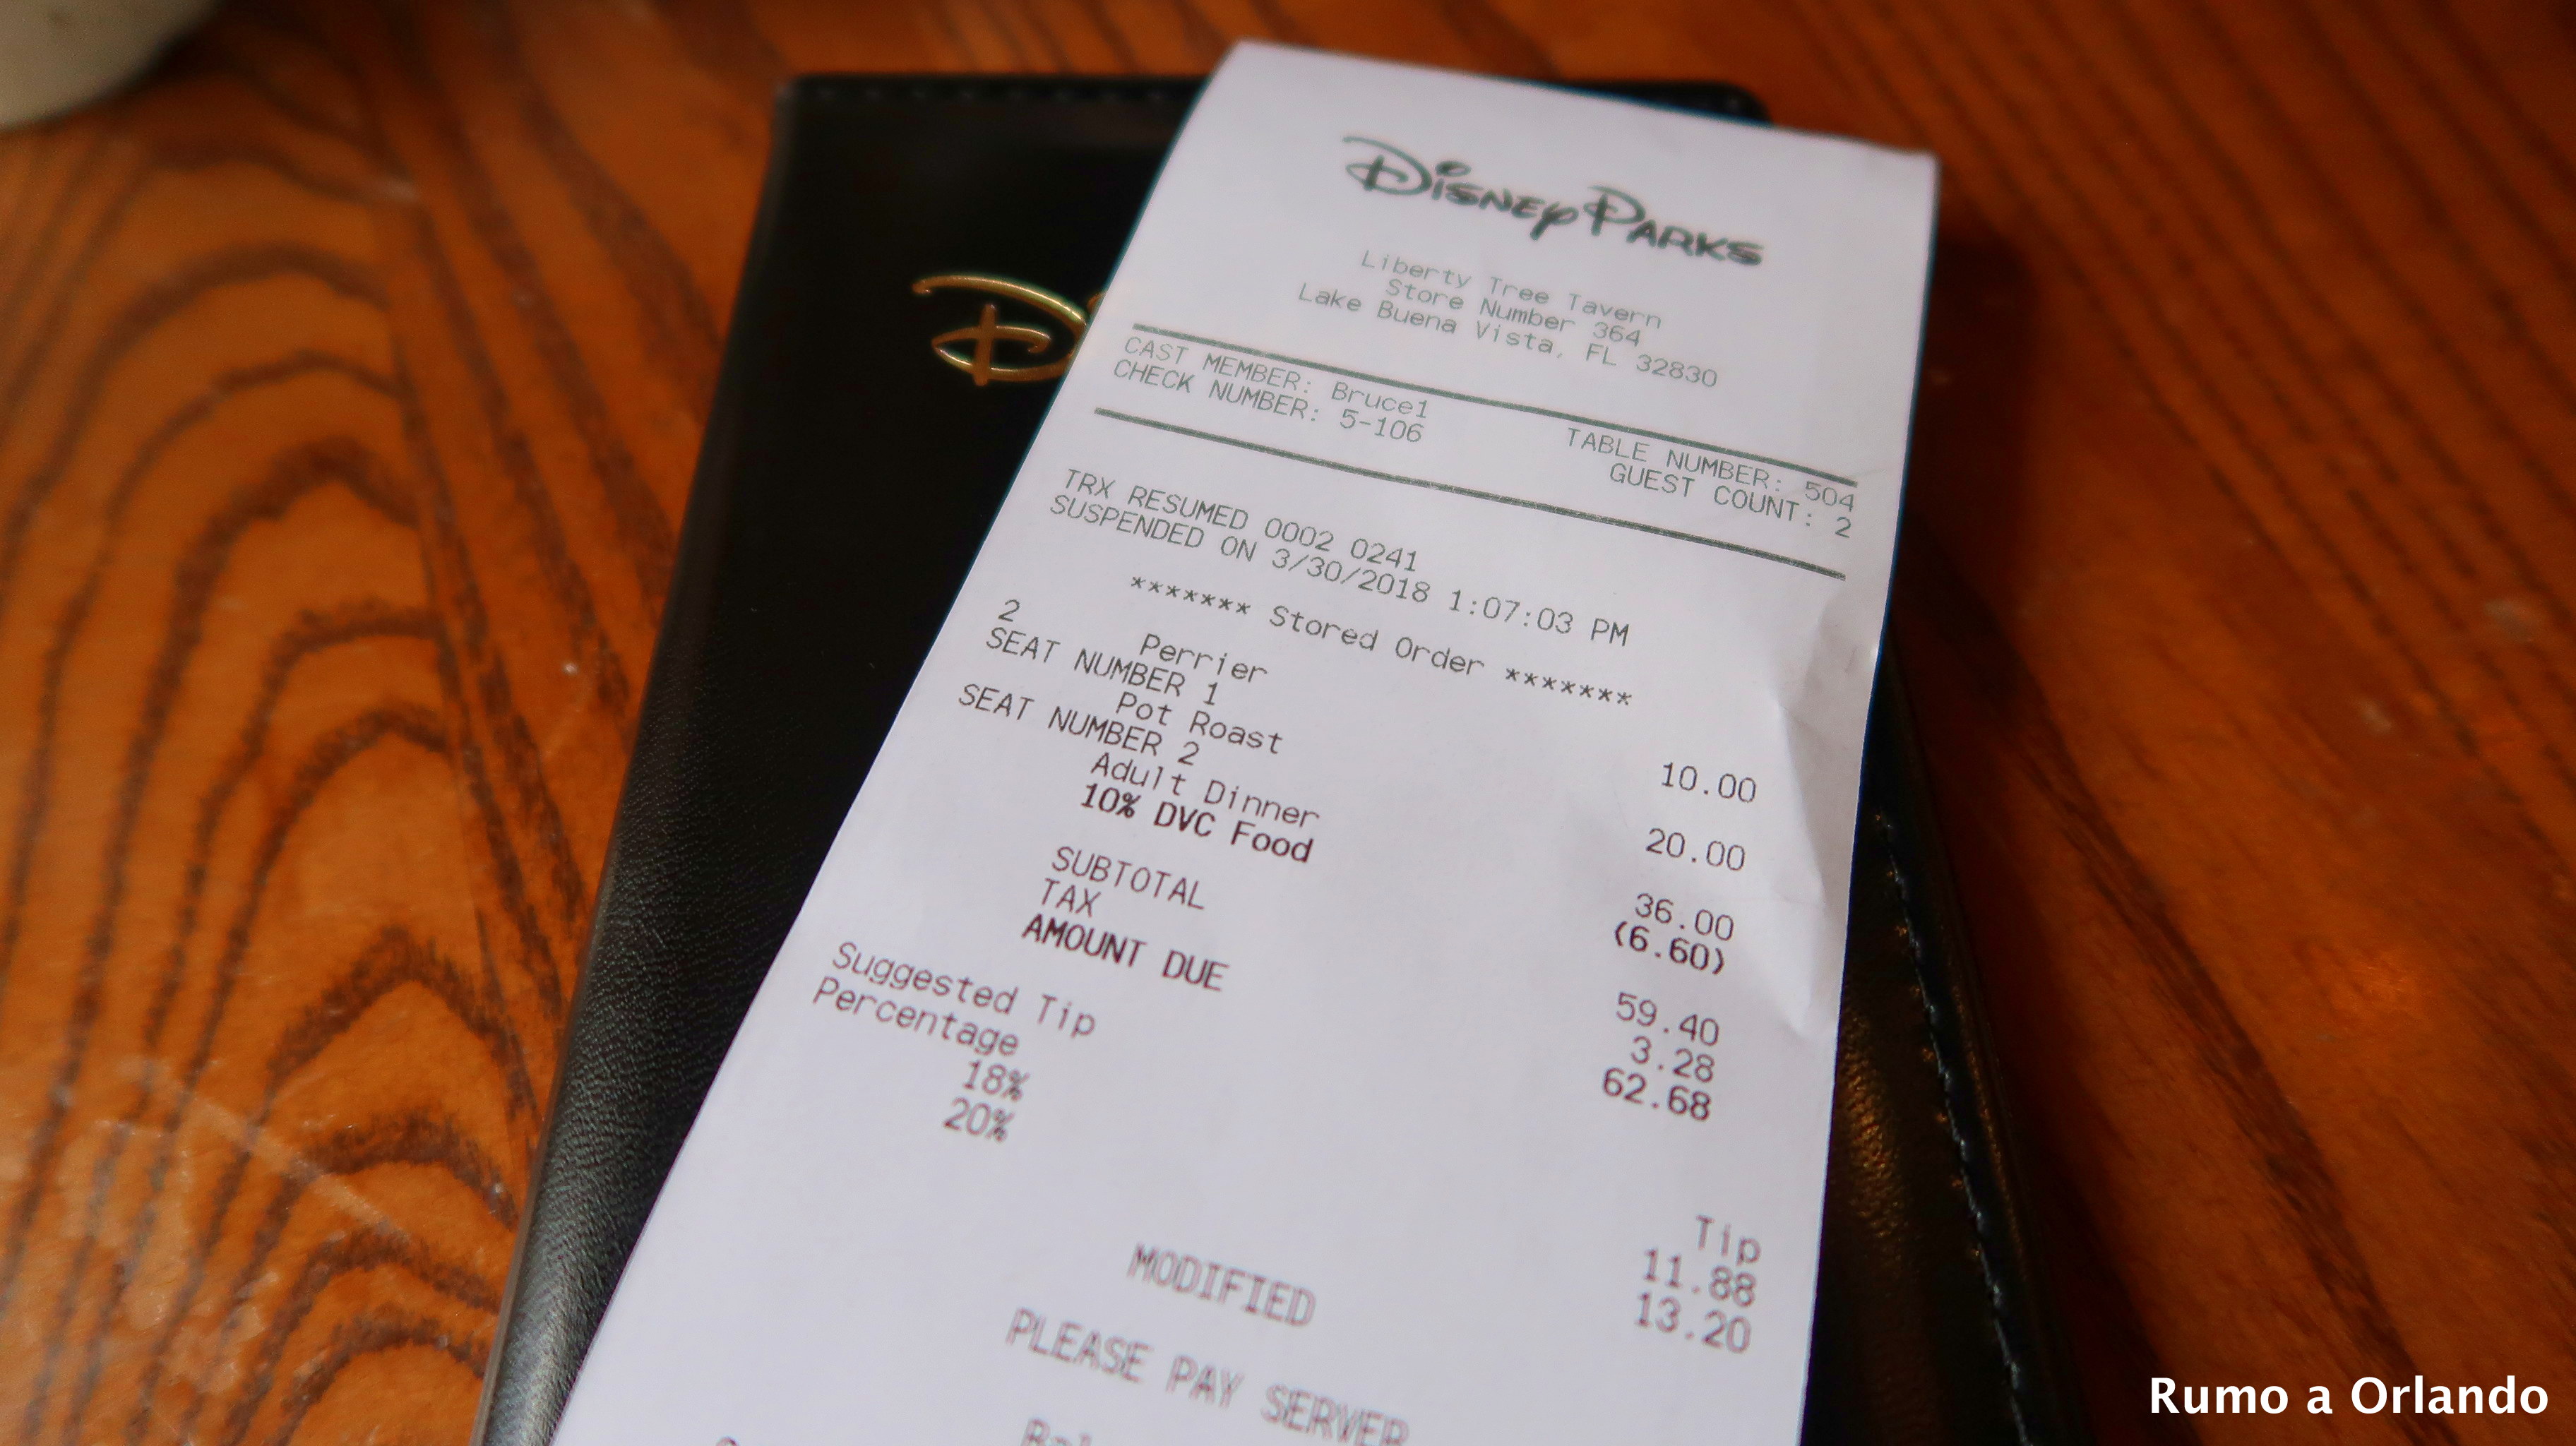 Disney Parks
Liberty Tree Tavern
Store Number 364
Lake Buena Vista, FL 32830
CAST MEMBER: Bruce1 TABLE NUMBER: 504
CHECK NUMBER: 5-106 GUEST COUNT: 2
TRX RESUMED 0002 0241
SUSPENDED ON 3/30/2018 1:07:03 PM
******* Stored Order *******
2 Perrier 10.00
SEAT NUMBER 1
Pot Roast 20.00
SEAT NUMBER 2
Adult Dinner 36.00
10% DVC Food (6.60)
SUBTOTAL 59.40
TAX 3.28
AMOUNT DUE 62.68
Suggested Tip
Percentage Tip
18% 11.88
20% 13.20
MODIFIED
PLEASE PAY SERVER
Rumo a Orlando